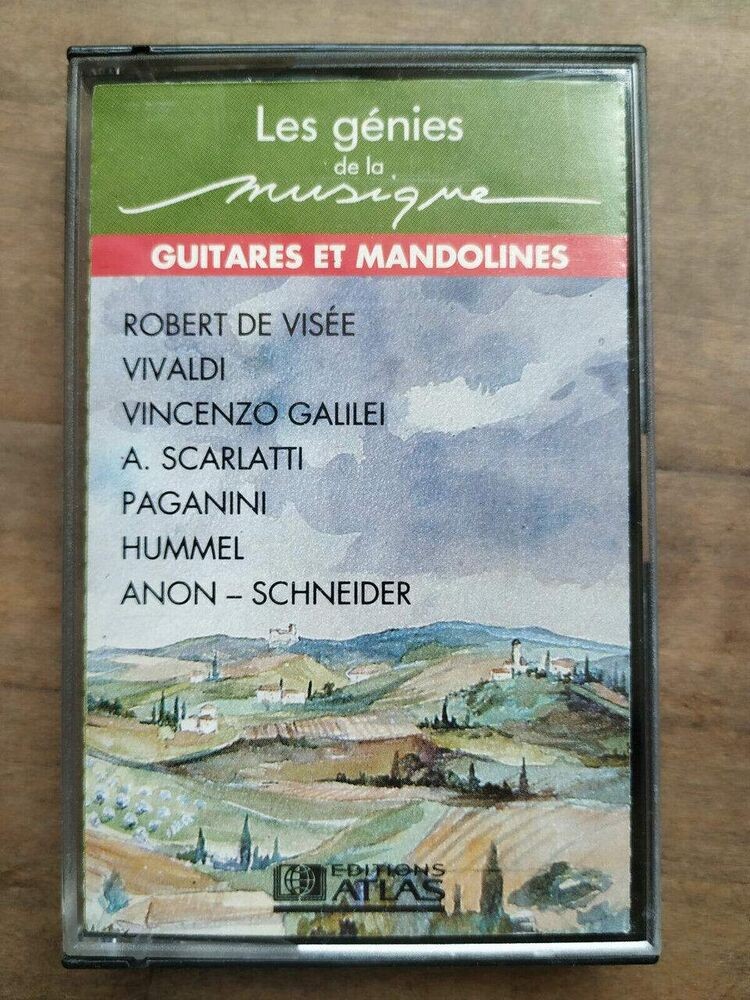 Les génies
de la
musique
GUITARES ET MANDOLINES
ROBERT DE VISÉE
VIVALDI
VINCENZO GALILEI
A. SCARLATTI
PAGANINI
HUMMEL
ANON – SCHNEIDER
EDITIONS
ATLAS